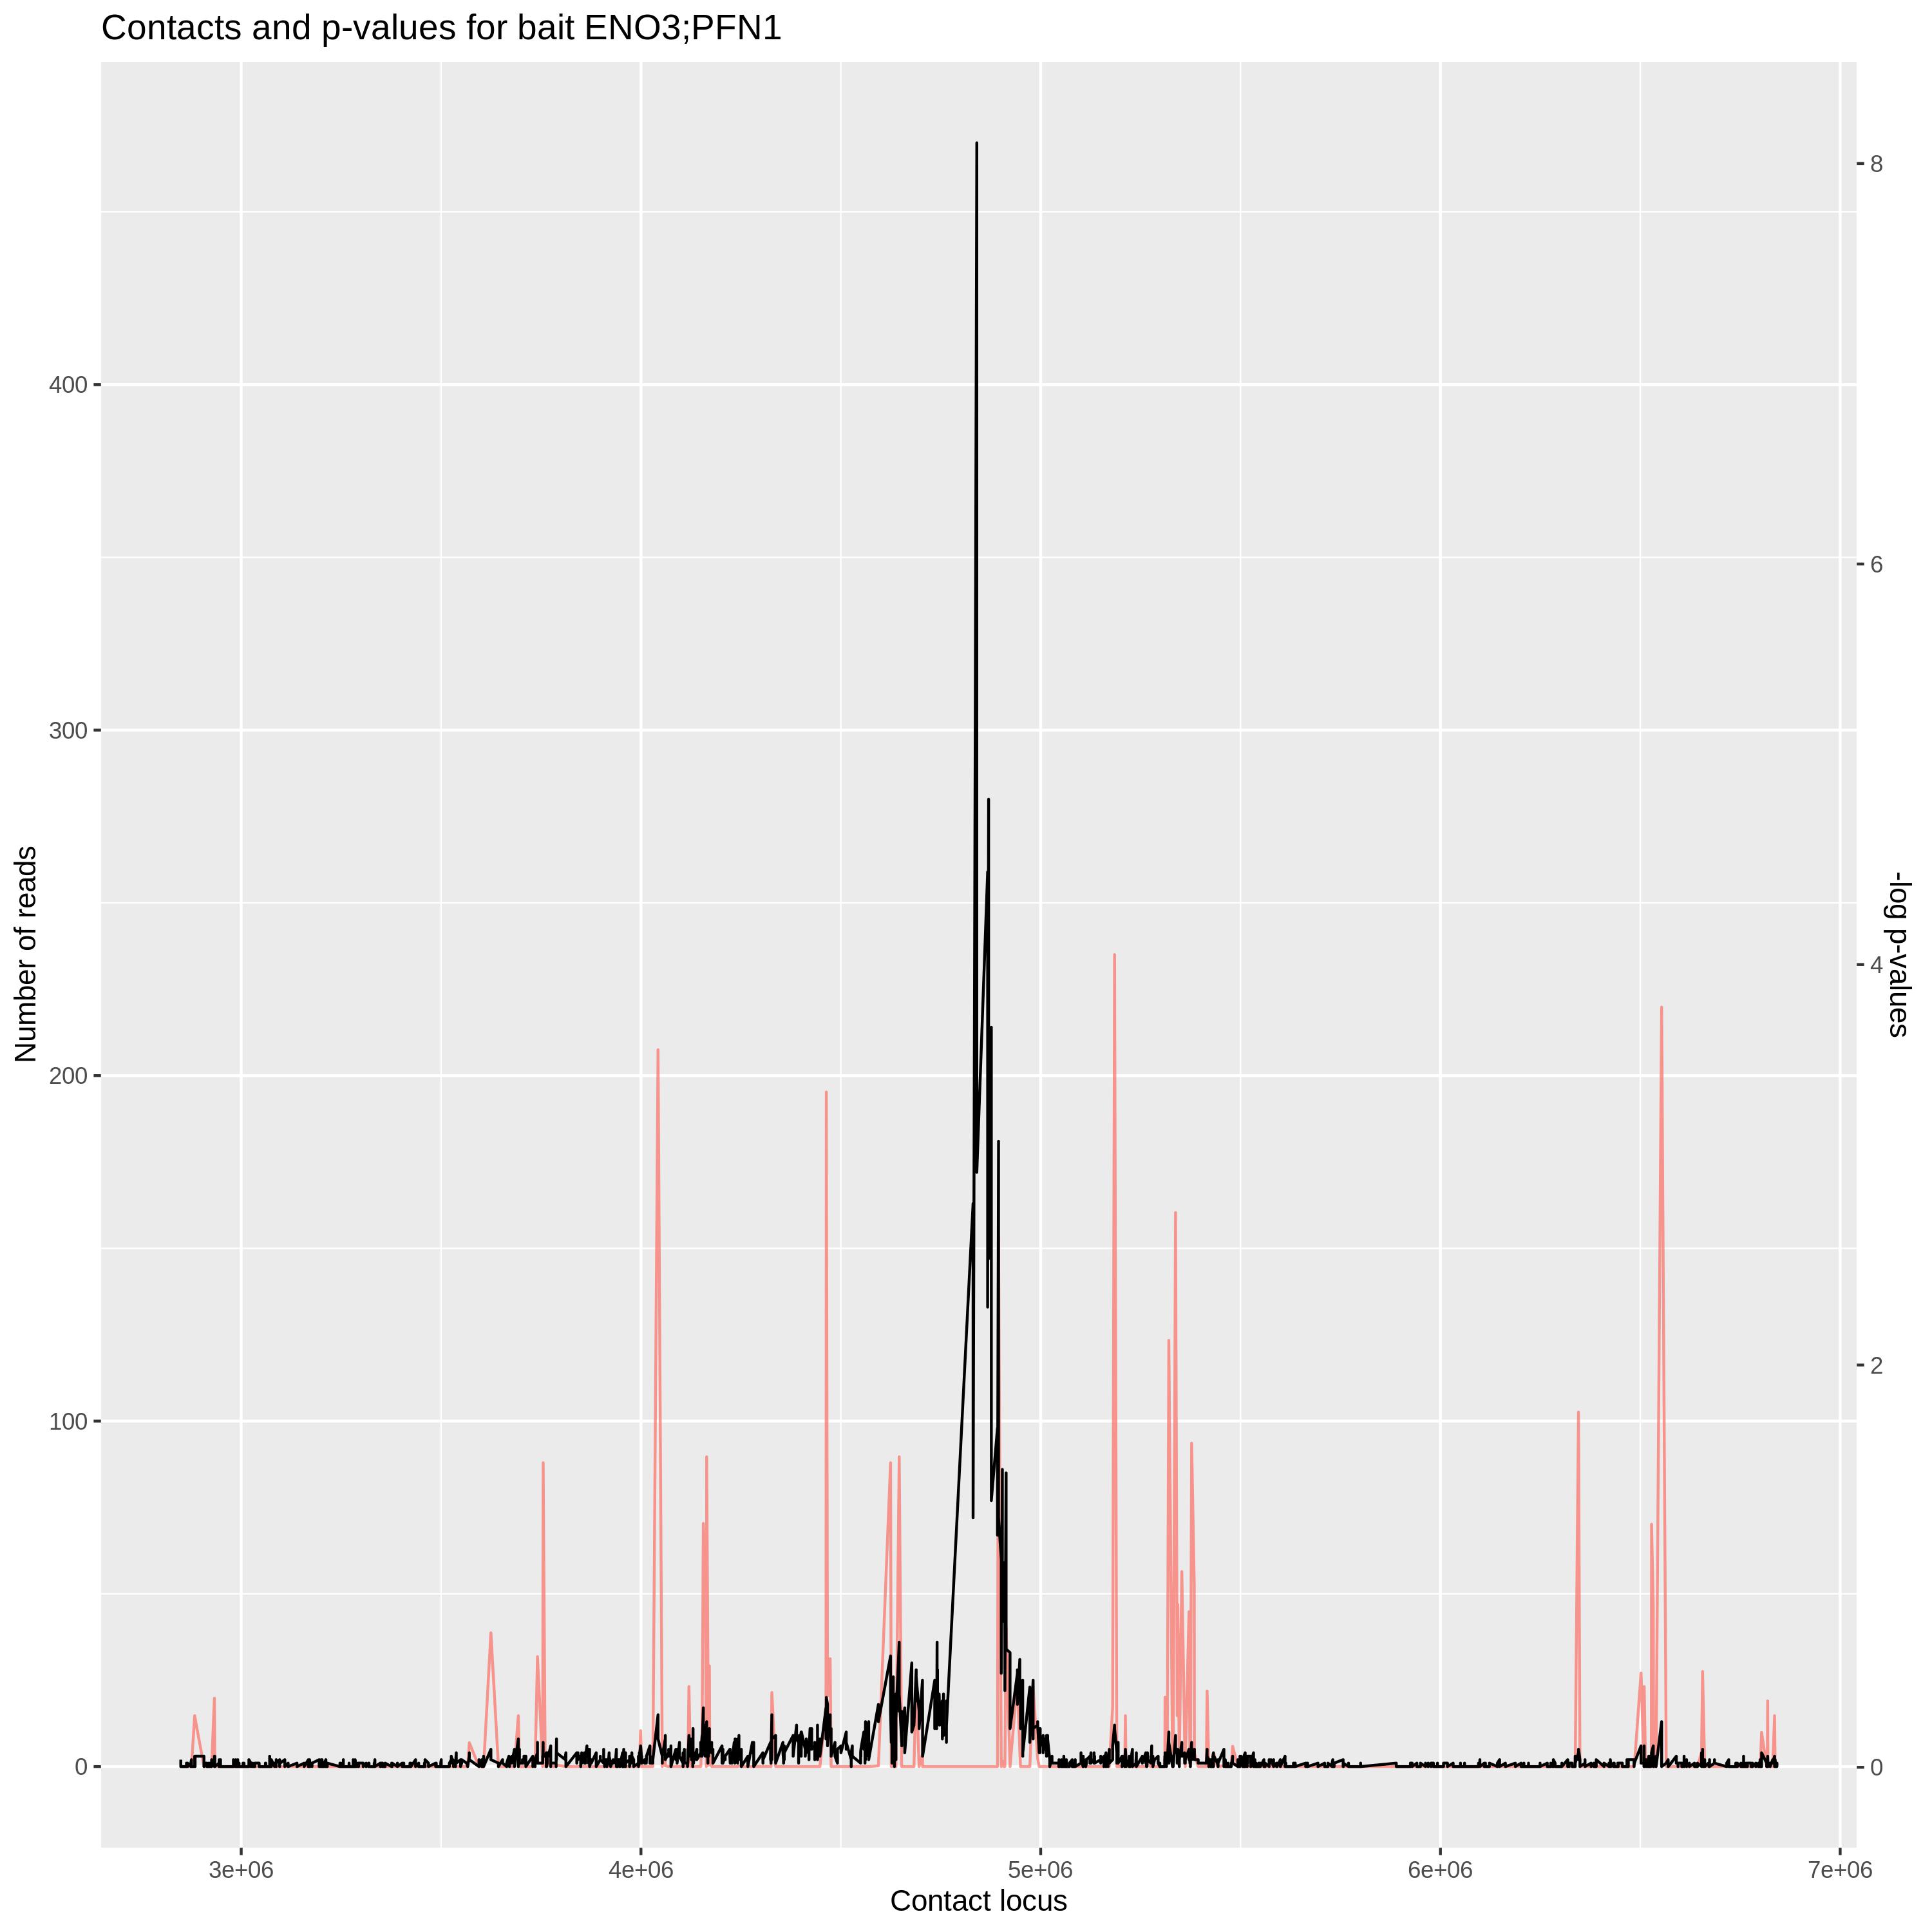 Contacts and p-values for bait ENO3;PFN1
Number of reads
400
300
200
100
0
8
6
4
2
0
-log p-values
3e+06
4e+06
5e+06
6e+06
7e+06
Contact locus